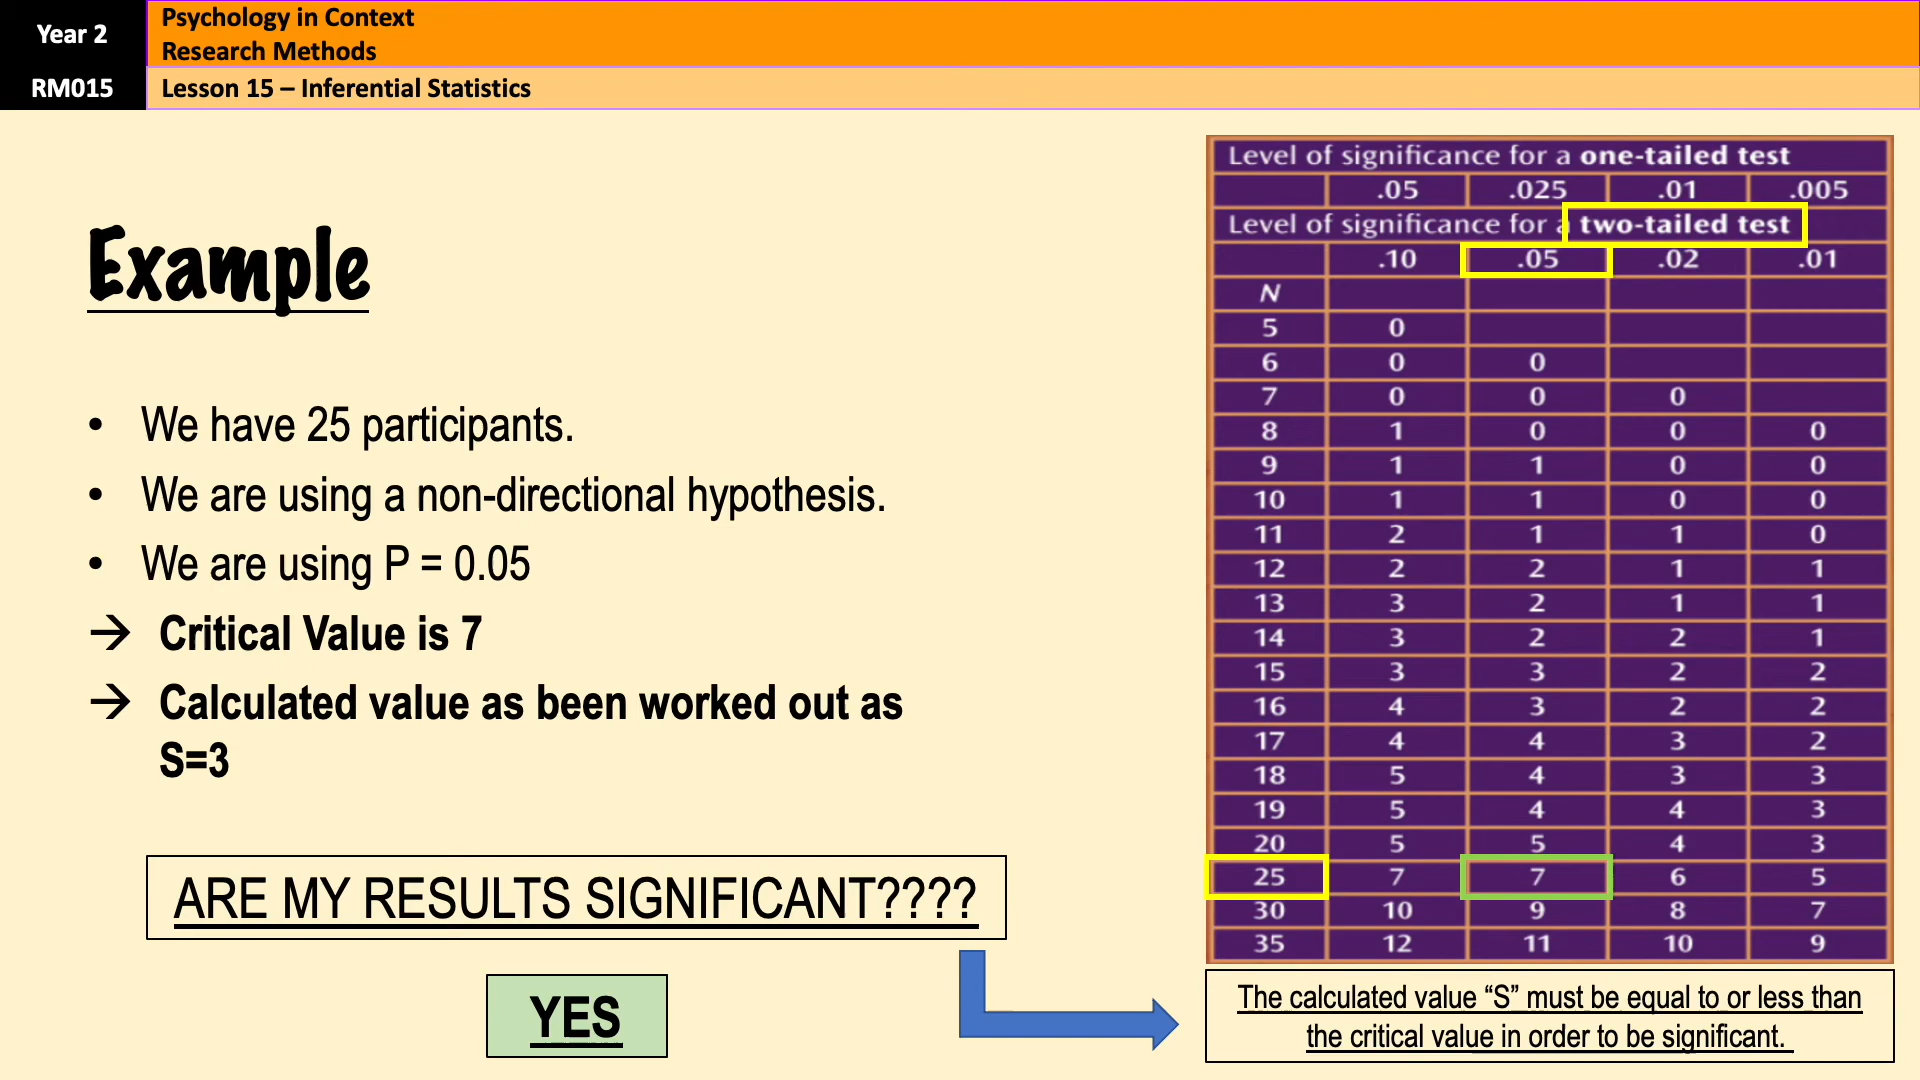 Year 2
Psychology in Context
Research Methods
RM015
Lesson 15 – Inferential Statistics
Example
• We have 25 participants.
• We are using a non-directional hypothesis.
• We are using P = 0.05
→ Critical Value is 7
→ Calculated value as been worked out as
S=3
ARE MY RESULTS SIGNIFICANT????
YES
Level of significance for a one-tailed test
.05 .025 .01 .005
Level of significance for a two-tailed test
.10 .05 .02 .01
N
5 0
6 0 0
7 0 0 0
8 1 0 0 0
9 1 1 0 0
10 1 1 0 0
11 2 1 1 0
12 2 2 1 1
13 3 2 1 1
14 3 2 2 1
15 3 3 2 2
16 4 3 2 2
17 4 4 3 2
18 5 4 3 3
19 5 4 4 3
20 5 5 4 3
25 7 7 6 5
30 10 9 8 7
35 12 11 10 9
The calculated value “S” must be equal to or less than
the critical value in order to be significant.